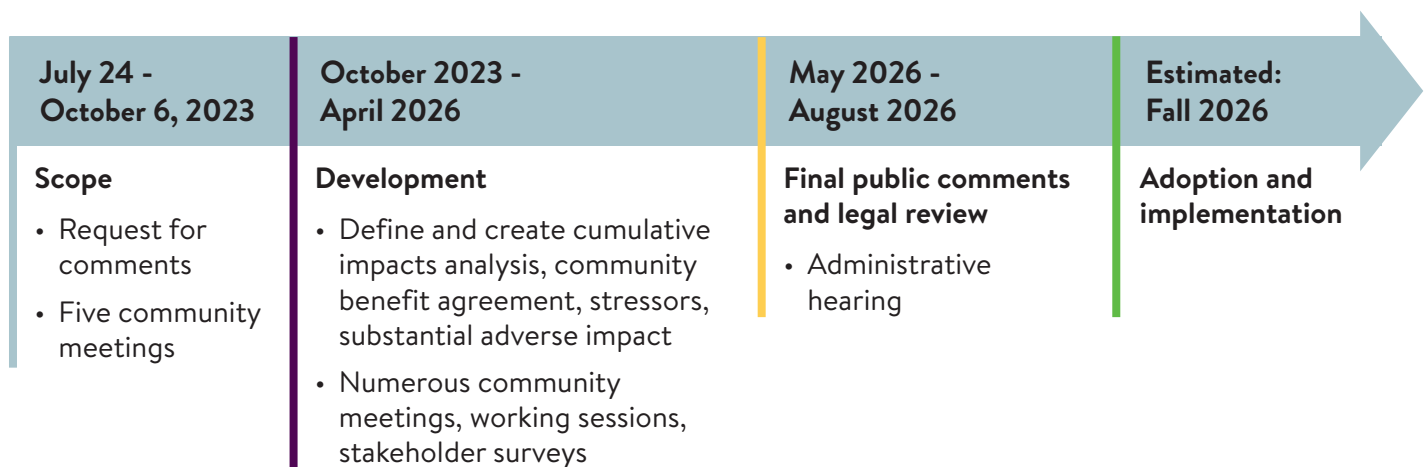 July 24 -
October 6, 2023
Scope
• Request for
comments
• Five community
meetings
October 2023 -
April 2026
Development
• Define and create cumulative
impacts analysis, community
benefit agreement, stressors,
substantial adverse impact
• Numerous community
meetings, working sessions,
stakeholder surveys
May 2026 -
August 2026
Final public comments
and legal review
• Administrative
hearing
Estimated:
Fall 2026
Adoption and
implementation